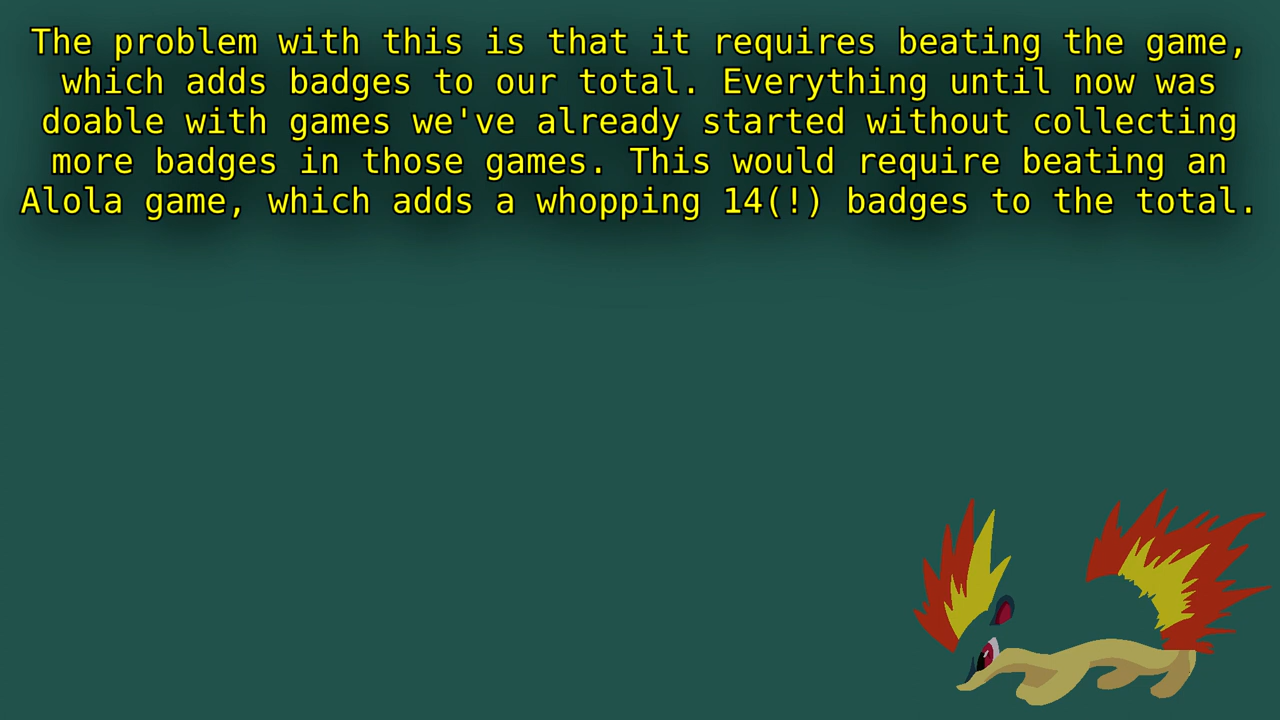 The problem with this is that it requires beating the game,
which adds badges to our total. Everything until now was
doable with games we've already started without collecting
more badges in those games. This would require beating an
Alola game, which adds a whopping 14(!) badges to the total.